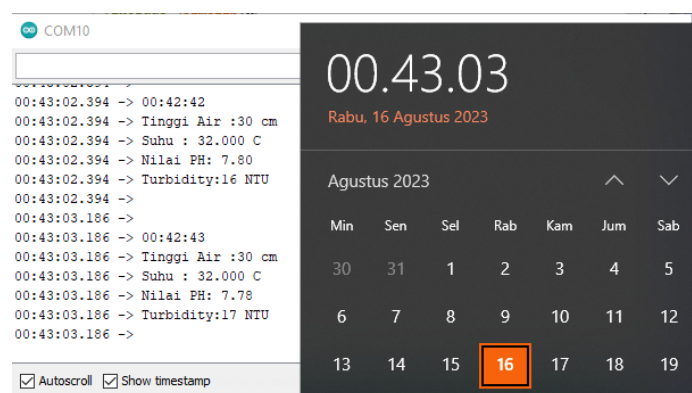 COM10
00:43:02.394 -> 00:42:42
00:43:02.394 -> Tinggi Air :30 cm
00:43:02.394 -> Suhu : 32.000 C
00:43:02.394 -> Nilai PH: 7.80
00:43:02.394 -> Turbidity:16 NTU
00:43:02.394 ->
00:43:03.186 ->
00:43:03.186 -> 00:42:43
00:43:03.186 -> Tinggi Air :30 cm
00:43:03.186 -> Suhu : 32.000 C
00:43:03.186 -> Nilai PH: 7.78
00:43:03.186 -> Turbidity:17 NTU
00:43:03.186 ->
Autoscroll Show timestamp
00.43.03
Rabu, 16 Agustus 2023
Agustus 2023
Min Sen Sel Rab Kam Jum Sab
30 31 1 2 3 4 5
6 7 8 9 10 11 12
13 14 15 16 17 18 19